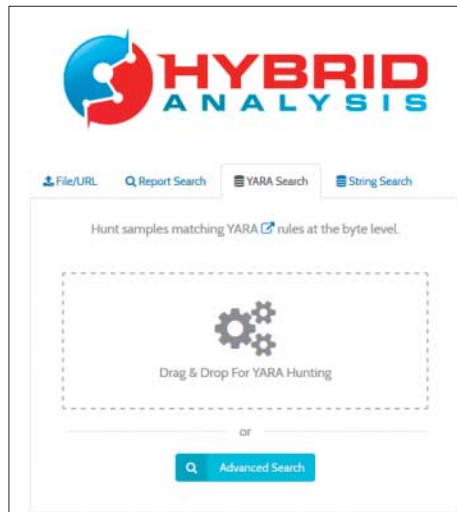 HYBRID
ANALYSIS
File/URL Report Search YARA Search String Search
Hunt samples matching YARA rules at the byte level.
Drag & Drop For YARA Hunting
or
Advanced Search